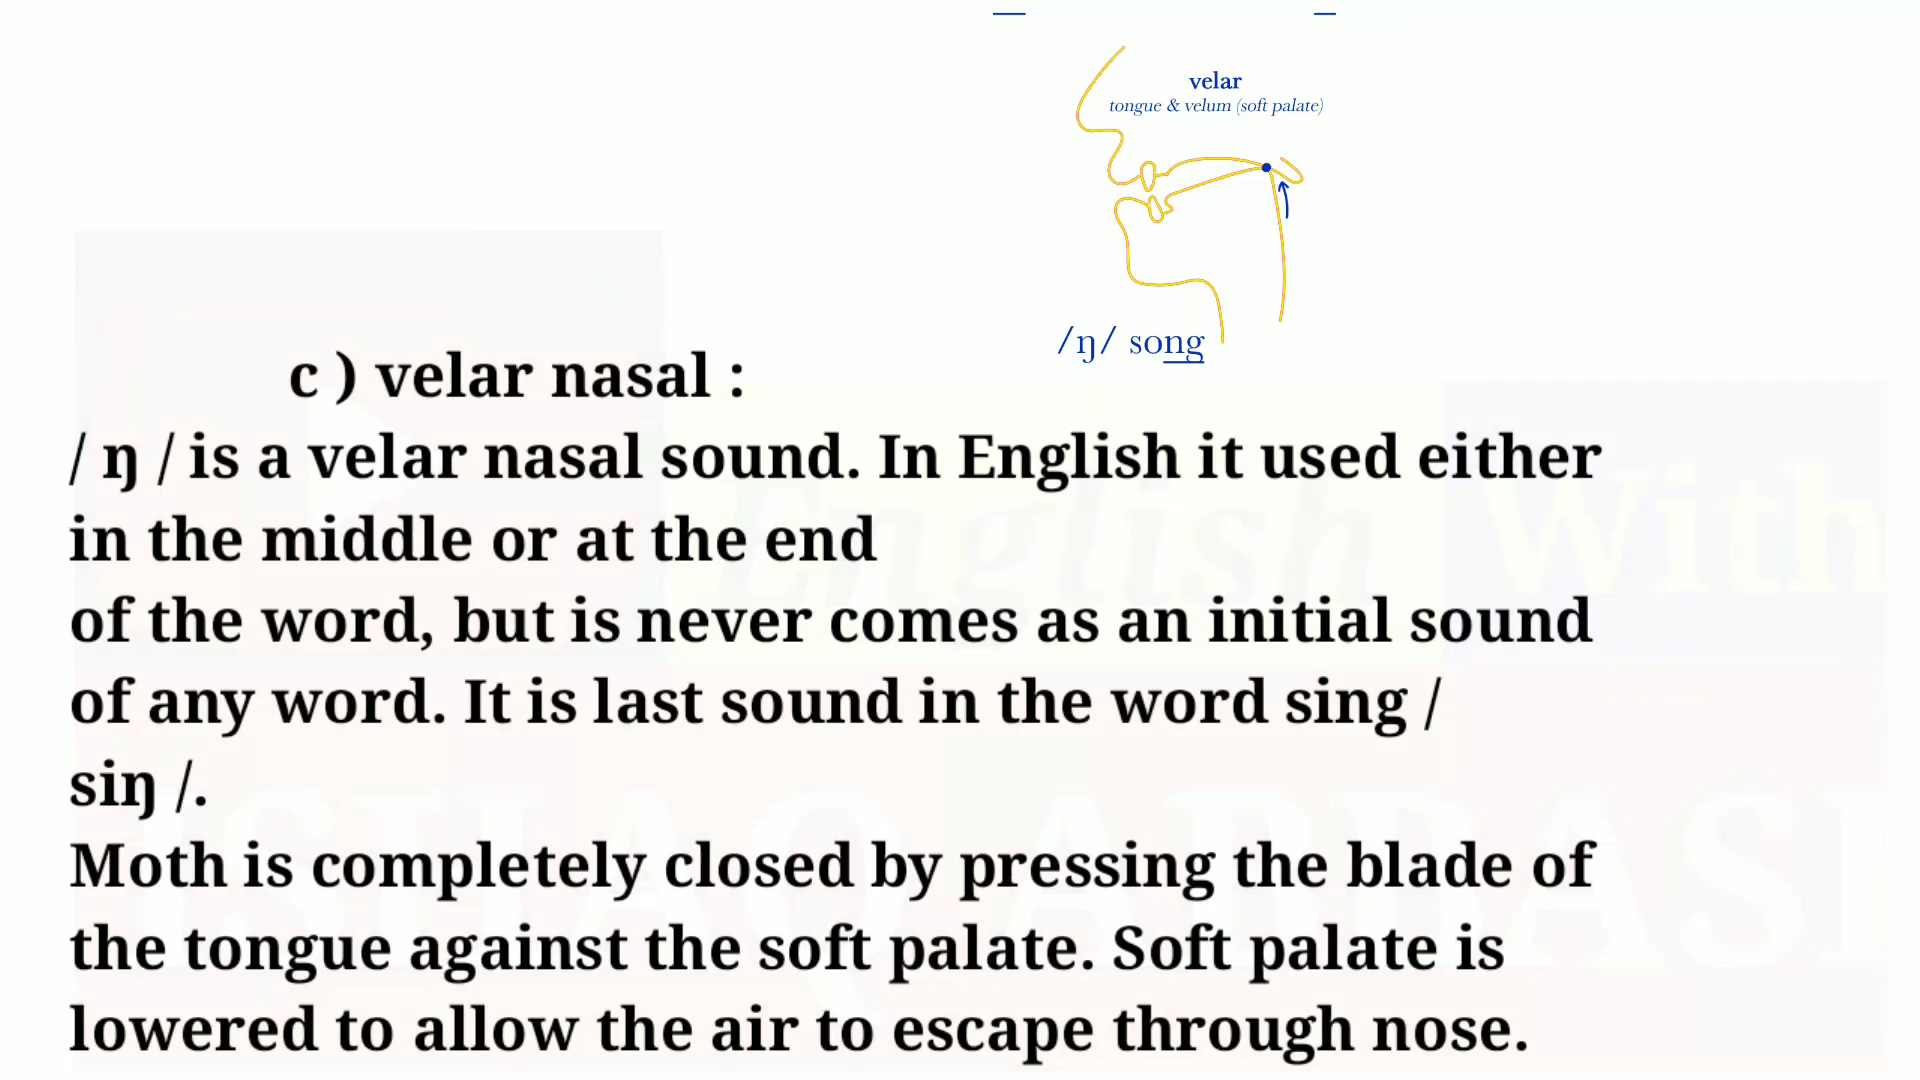 velar
tongue & velum (soft palate)
/ŋ/ song
c ) velar nasal :
/ ŋ / is a velar nasal sound. In English it used either
in the middle or at the end
of the word, but is never comes as an initial sound
of any word. It is last sound in the word sing /
siŋ /.
Moth is completely closed by pressing the blade of
the tongue against the soft palate. Soft palate is
lowered to allow the air to escape through nose.
English With